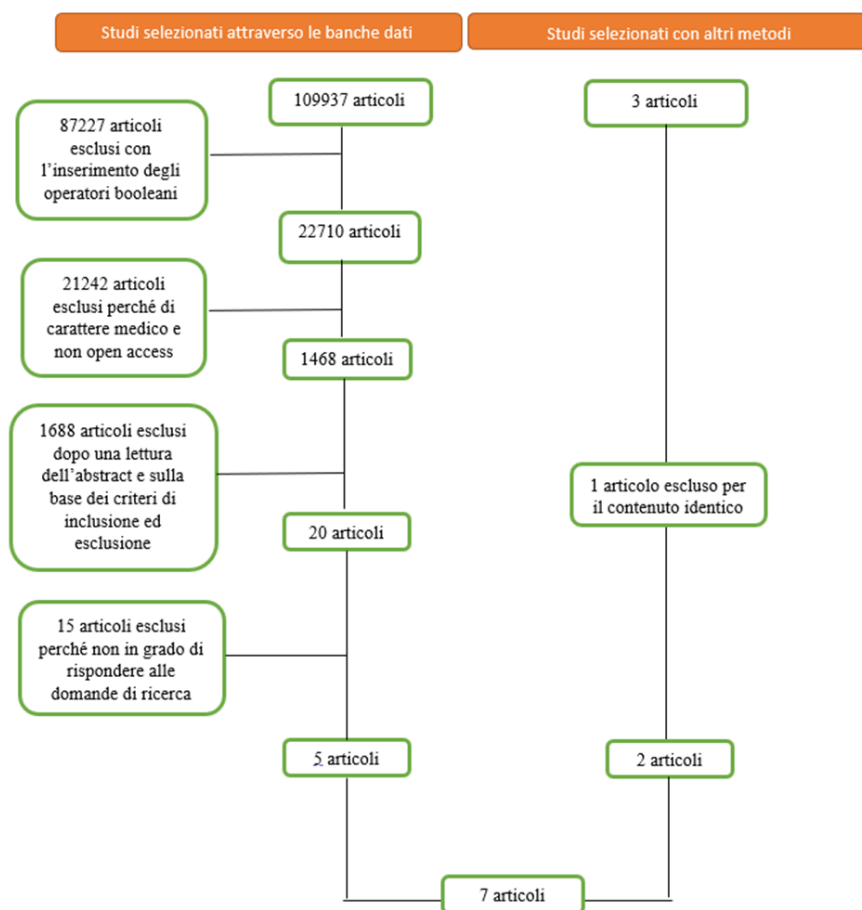 Studi selezionati attraverso le banche dati
Studi selezionati con altri metodi
109937 articoli
3 articoli
87227 articoli
esclusi con
l'inserimento degli
operatori booleani
22710 articoli
21242 articoli
esclusi perché di
carattere medico e
non open access
1468 articoli
1688 articoli esclusi
dopo una lettura
dell'abstract e sulla
base dei criteri di
inclusione ed
esclusione
1 articolo escluso per
il contenuto identico
20 articoli
15 articoli esclusi
perché non in grado di
rispondere alle
domande di ricerca
5 articoli
2 articoli
7 articoli